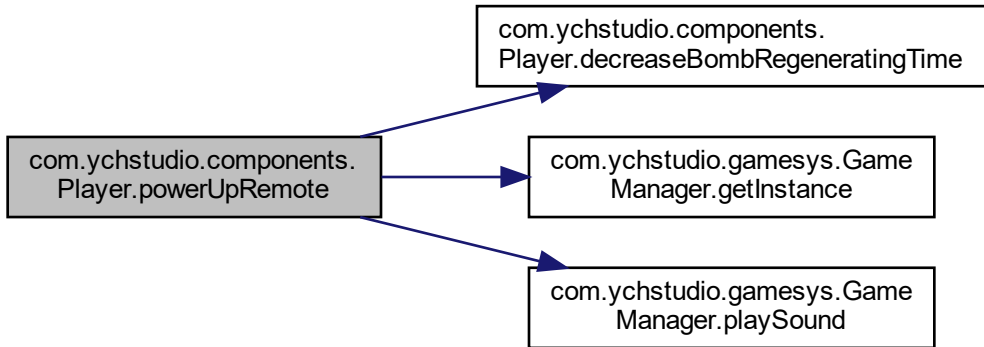 com.ychstudio.components.
Player.decreaseBombRegeneratingTime
com.ychstudio.components.
Player.powerUpRemote
com.ychstudio.gamesys.Game
Manager.getInstance
com.ychstudio.gamesys.Game
Manager.playSound